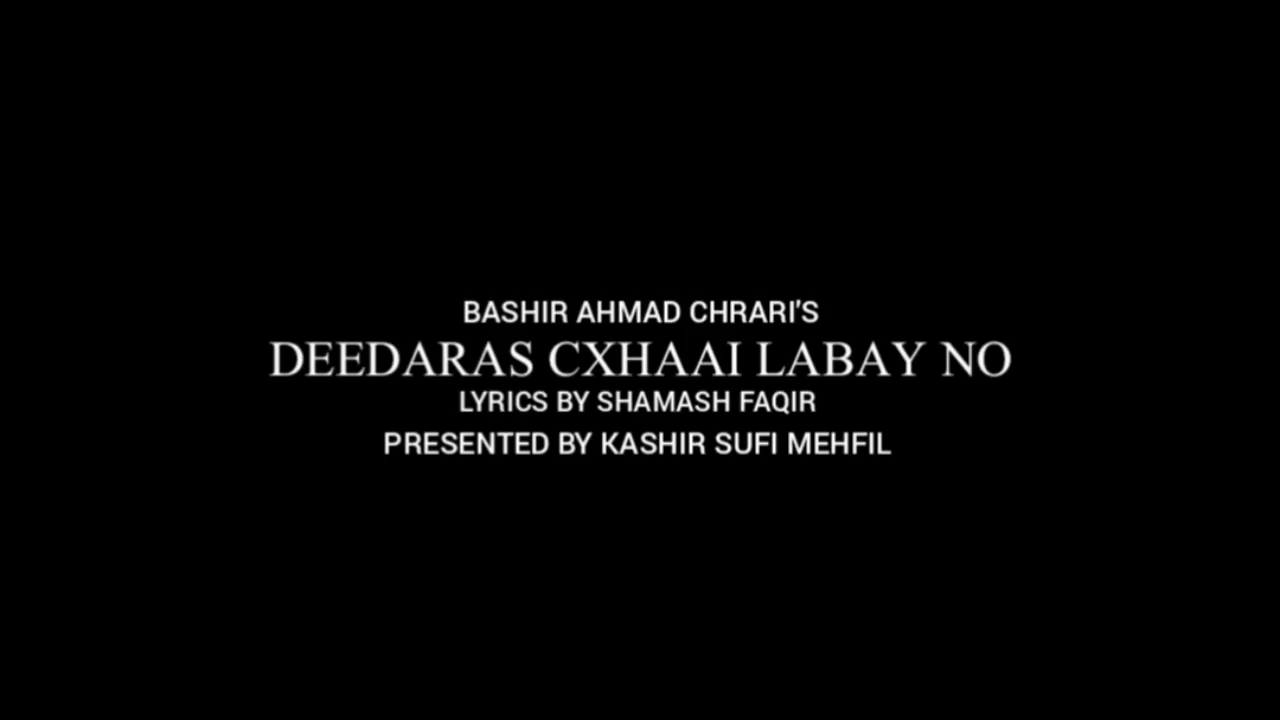 BASHIR AHMAD CHRARI'S
DEEDARAS CXHAAI LABAY NO
LYRICS BY SHAMASH FAQIR
PRESENTED BY KASHIR SUFI MEHFIL